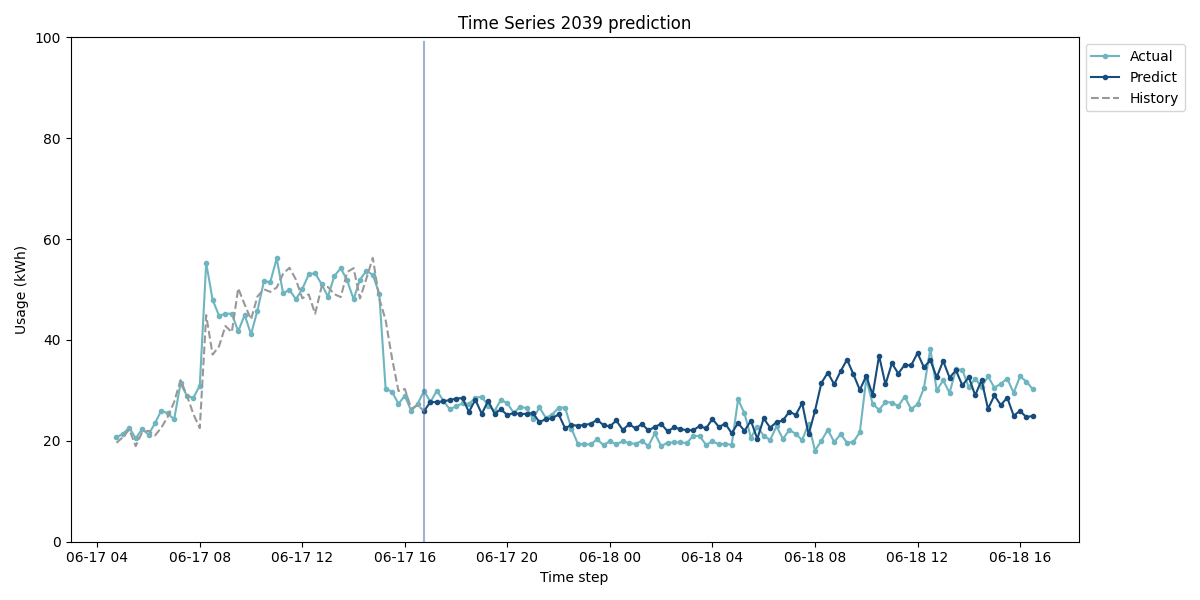 Time Series 2039 prediction
100
80
60
40
20
0
Usage (kWh)
06-17 04
06-17 08
06-17 12
06-17 16
06-17 20
06-18 00
06-18 04
06-18 08
06-18 12
06-18 16
Time step
Actual
Predict
History